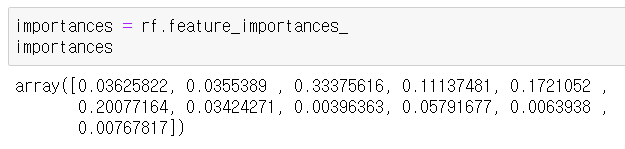 importances = rf.feature_importances_
importances
array([0.03625822, 0.0355389 , 0.33375616, 0.11137481, 0.1721052 ,
0.20077164, 0.03424271, 0.00396363, 0.05791677, 0.0063938 ,
0.00767817])